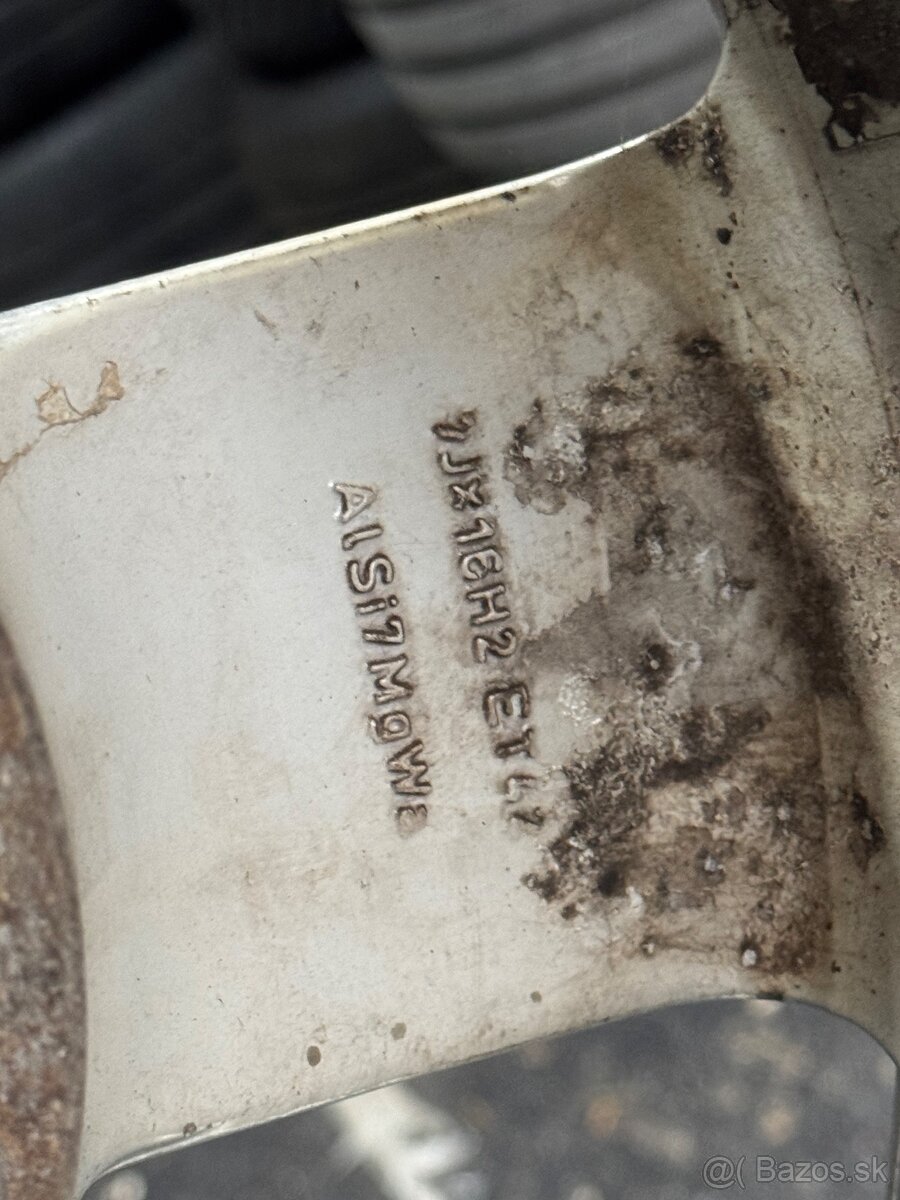 7Jx16H2 ET47
AlSi7MgWa
@( Bazos.sk